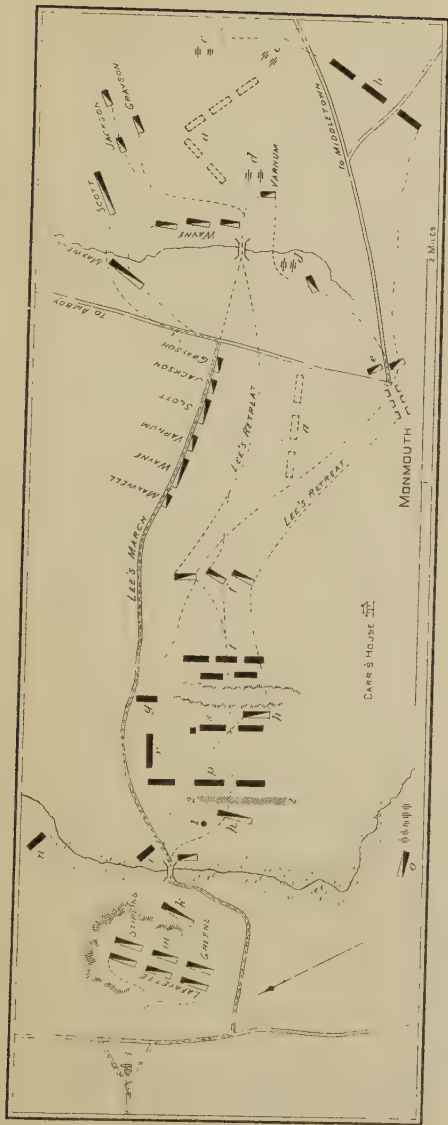 JACKSON
GRAYSON
SCOTT
TO MIDDLETOWN
VARNUM
WAYNE
TO AMBOY
2 MILES
GRAYSON
JACKSON
SCOTT
VARNUM
WAYNE
MAXWELL
LEE'S RETREAT
LEE'S RETREAT
MONMOUTH
LEE'S MARCH
CARR'S HOUSE
STIRLING
LAFAYETTE
GREENE